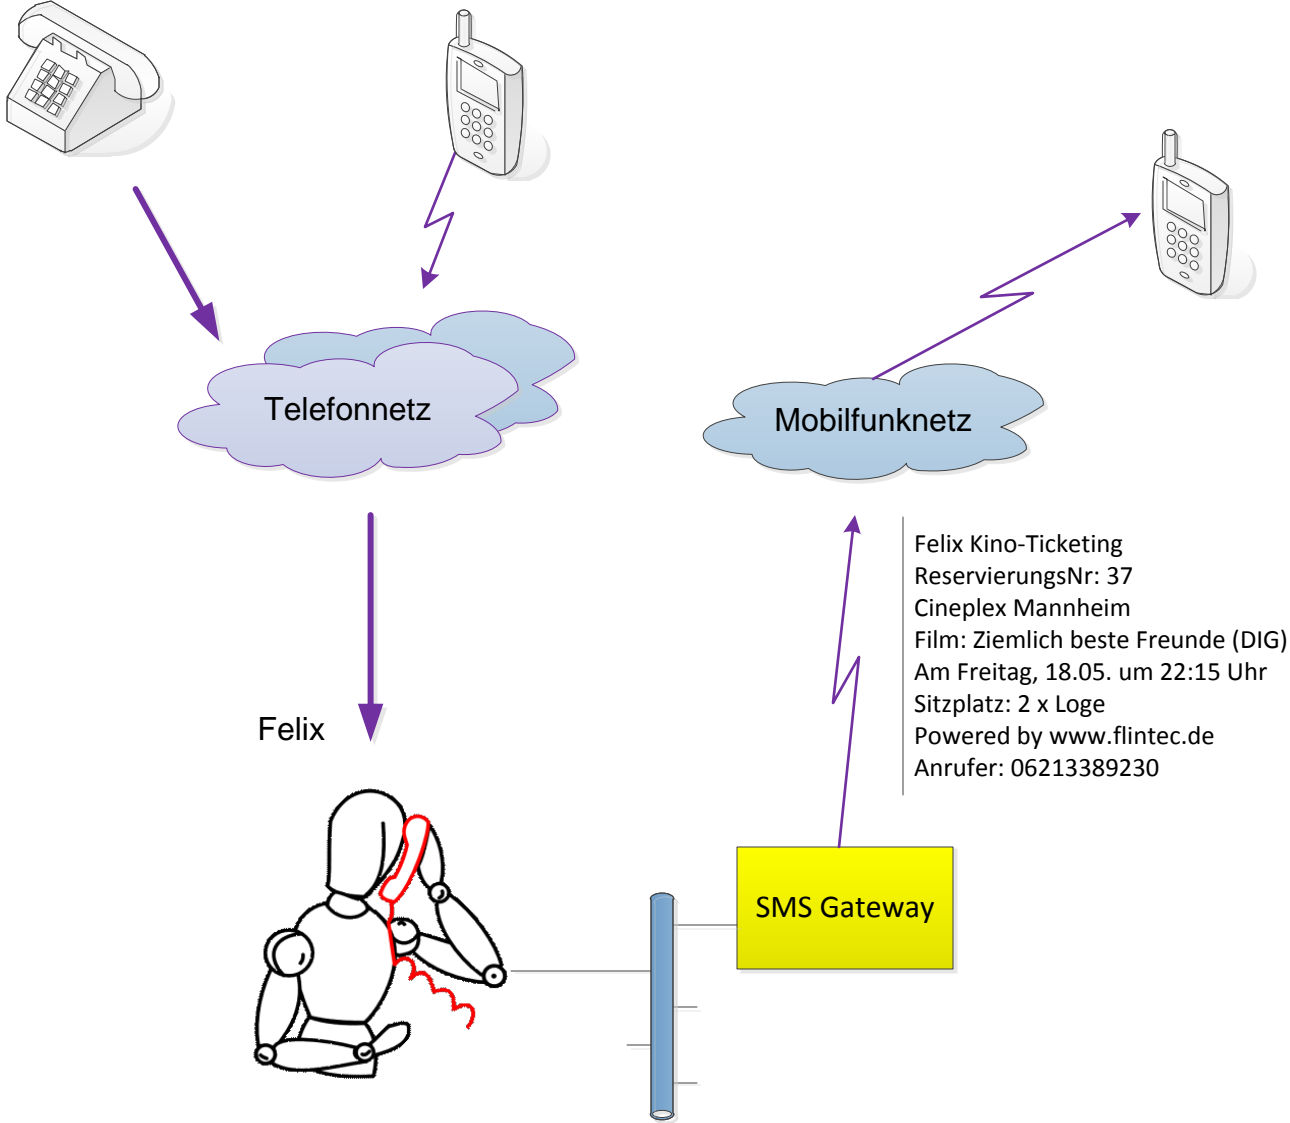 Telefonnetz
Mobilfunknetz
Felix Kino-Ticketing
ReservierungsNr: 37
Cineplex Mannheim
Film: Ziemlich beste Freunde (DIG)
Am Freitag, 18.05. um 22:15 Uhr
Sitzplatz: 2 x Loge
Powered by www.flintec.de
Anrufer: 06213389230
Felix
SMS Gateway